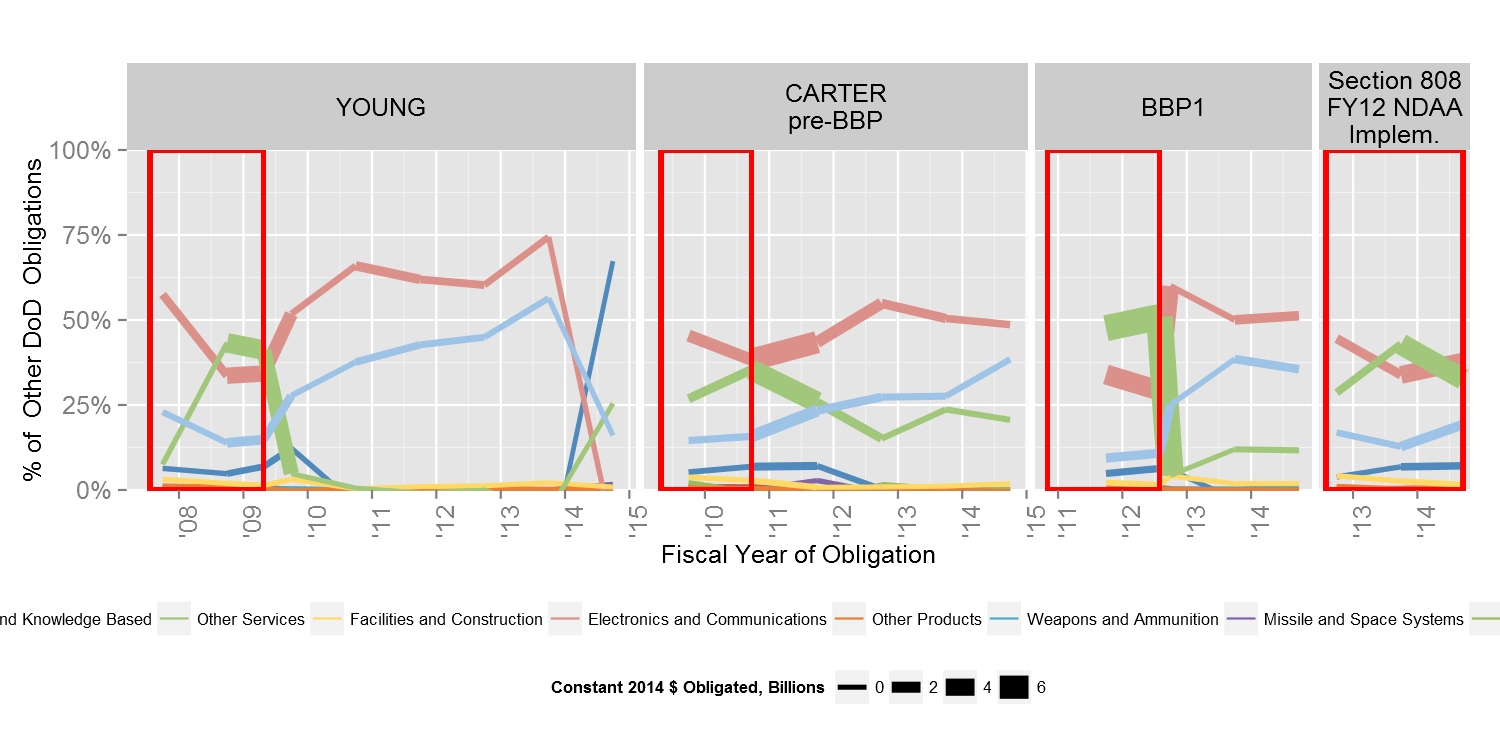 YOUNG
CARTER
pre-BBP
BBP1
Section 808
FY12 NDAA
Implem.
% of Other DoD Obligations
100%
75%
50%
25%
0%
'08 '09 '10 '11 '12 '13 '14 '15
'10 '11 '12 '13 '14 '15
'11 '12 '13 '14
'13 '14
Fiscal Year of Obligation
nd Knowledge Based Other Services Facilities and Construction Electronics and Communications Other Products Weapons and Ammunition Missile and Space Systems
Constant 2014 $ Obligated, Billions 0 2 4 6